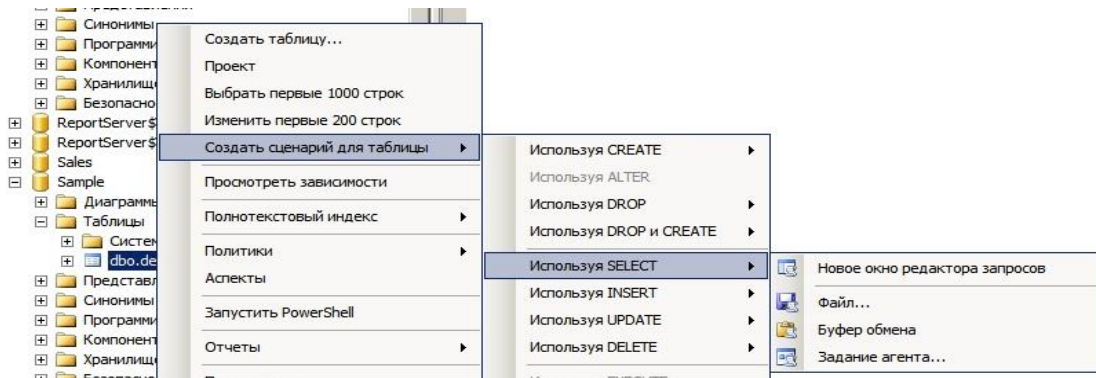 Синонимы
Программи
Компонент
Хранилищ
Безопасно
ReportServer$
ReportServer$
Sales
Sample
Диаграммы
Таблицы
Систем
dbo.de
Представл
Синонимы
Программи
Компонент
Хранилищ
Создать таблицу...
Проект
Выбрать первые 1000 строк
Изменить первые 200 строк
Создать сценарий для таблицы
Просмотреть зависимости
Полнотекстовый индекс
Политики
Аспекты
Запустить PowerShell
Отчеты
Используя CREATE
Используя ALTER
Используя DROP
Используя DROP и CREATE
Используя SELECT
Используя INSERT
Используя UPDATE
Используя DELETE
Новое окно редактора запросов
Файл...
Буфер обмена
Задание агента...